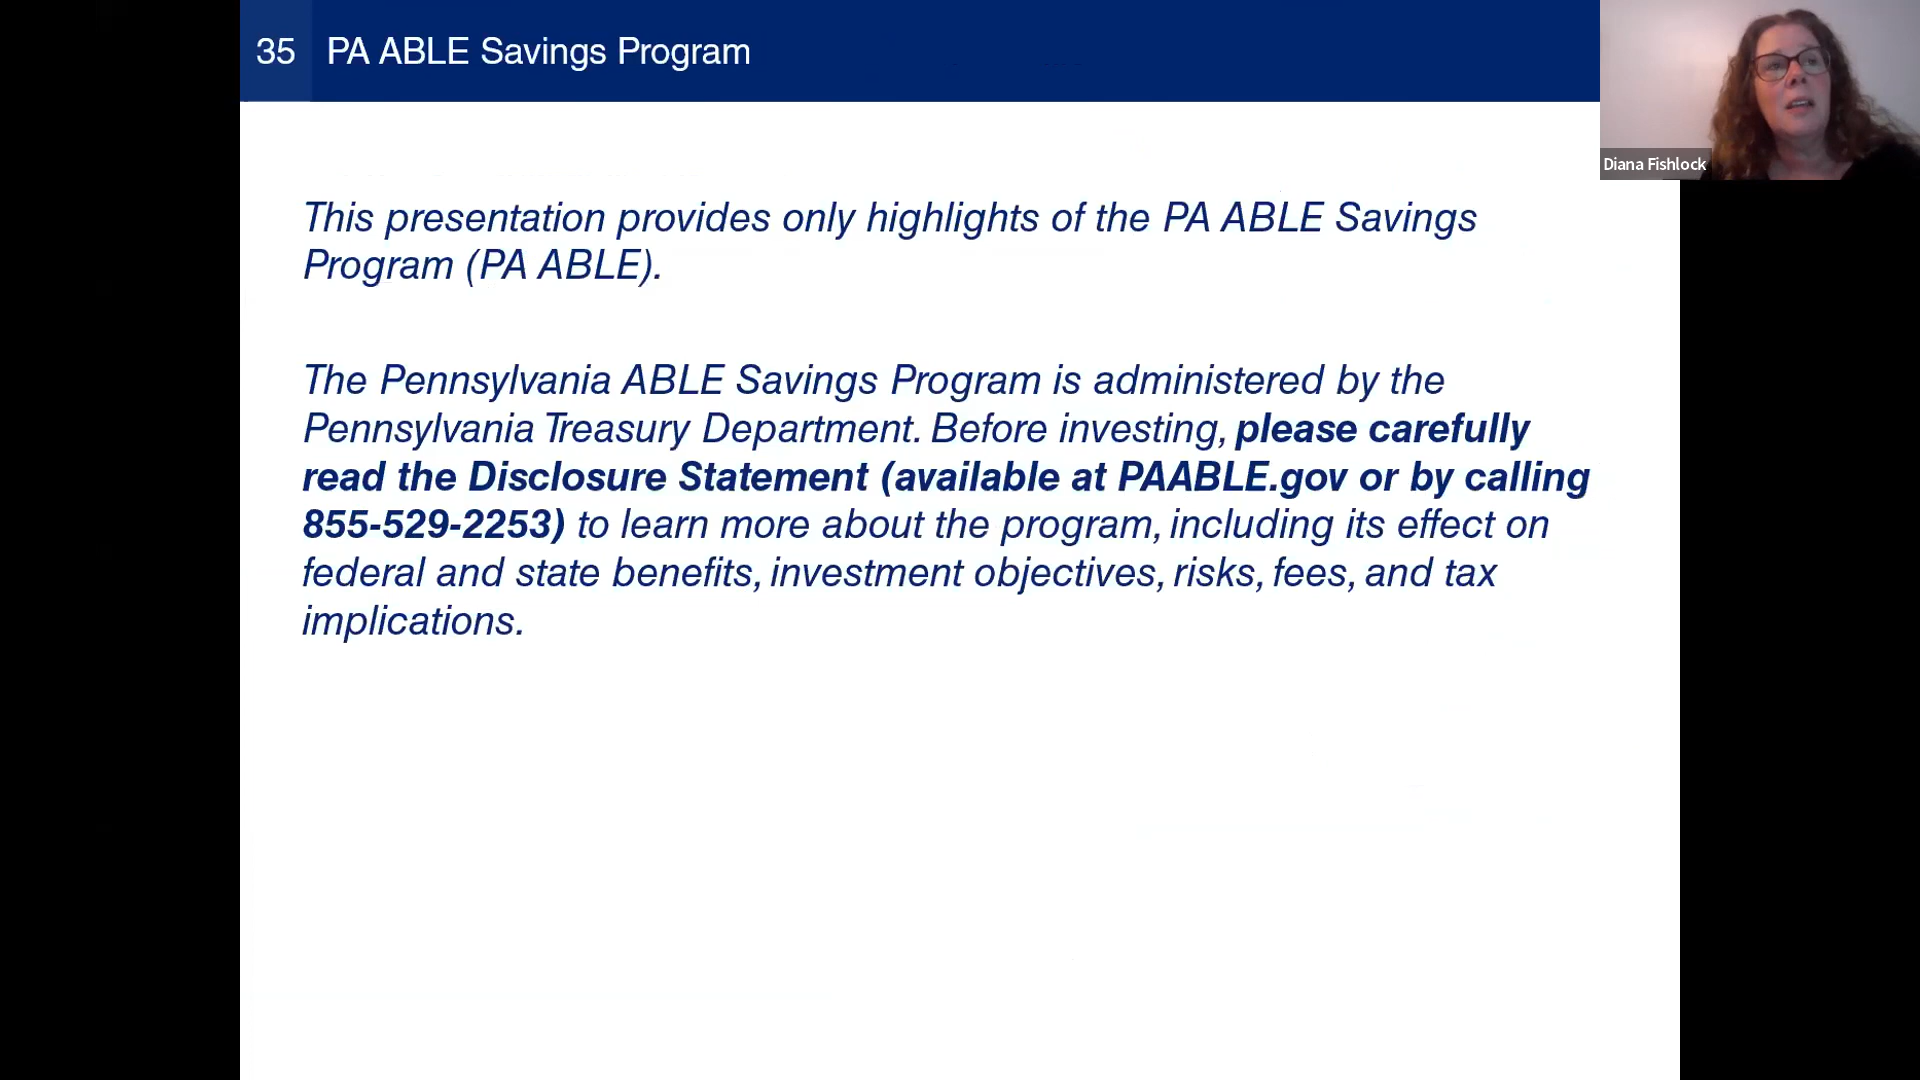 35 PA ABLE Savings Program
Diana Fishlock
This presentation provides only highlights of the PA ABLE Savings
Program (PA ABLE).
The Pennsylvania ABLE Savings Program is administered by the
Pennsylvania Treasury Department. Before investing, please carefully
read the Disclosure Statement (available at PAABLE.gov or by calling
855-529-2253) to learn more about the program, including its effect on
federal and state benefits, investment objectives, risks, fees, and tax
implications.